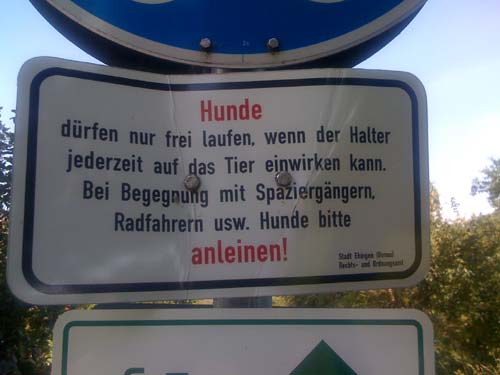 Hunde
dürfen nur frei laufen, wenn der Halter
jederzeit auf das Tier einwirken kann.
Bei Begegnung mit Spaziergängern,
Radfahrern usw. Hunde bitte
anleinen!
Stadt Ehingen (Donau)
Rechts- und Ordnungsamt